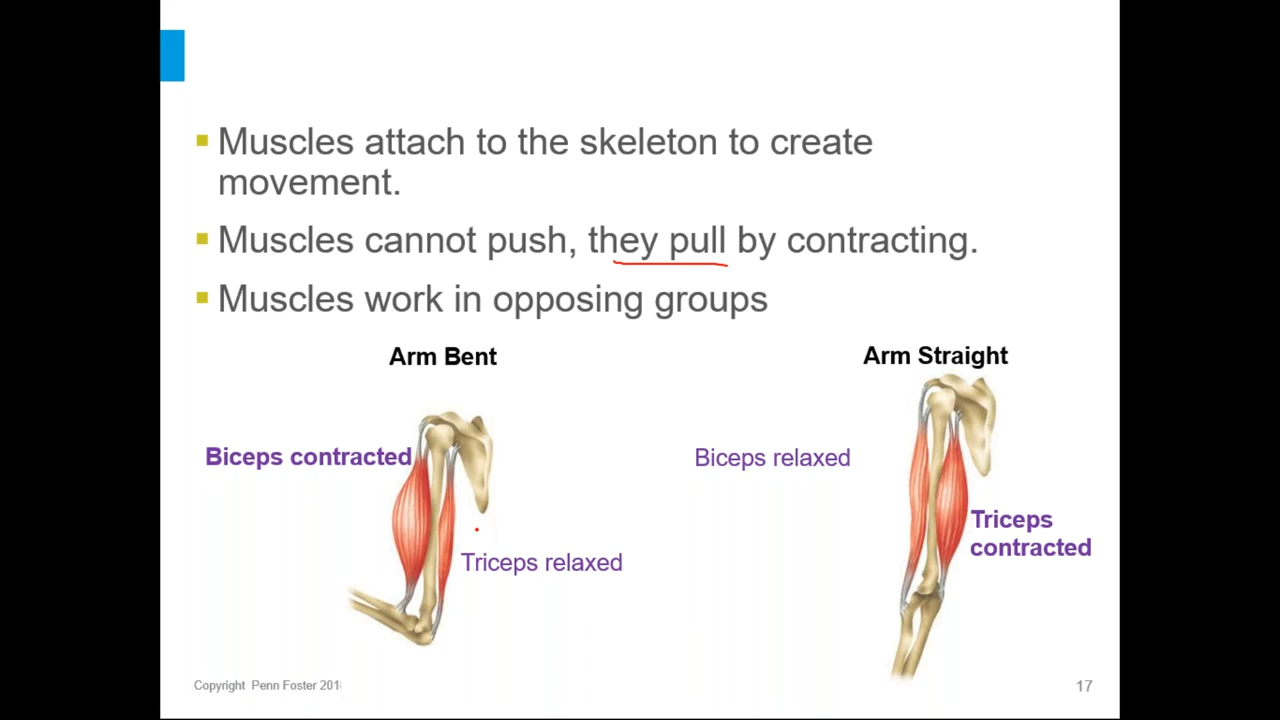 Muscles attach to the skeleton to create
movement.
Muscles cannot push, they pull by contracting.
Muscles work in opposing groups
Arm Bent
Arm Straight
Biceps contracted
Biceps relaxed
Triceps
contracted
Triceps relaxed
Copyright Penn Foster
17